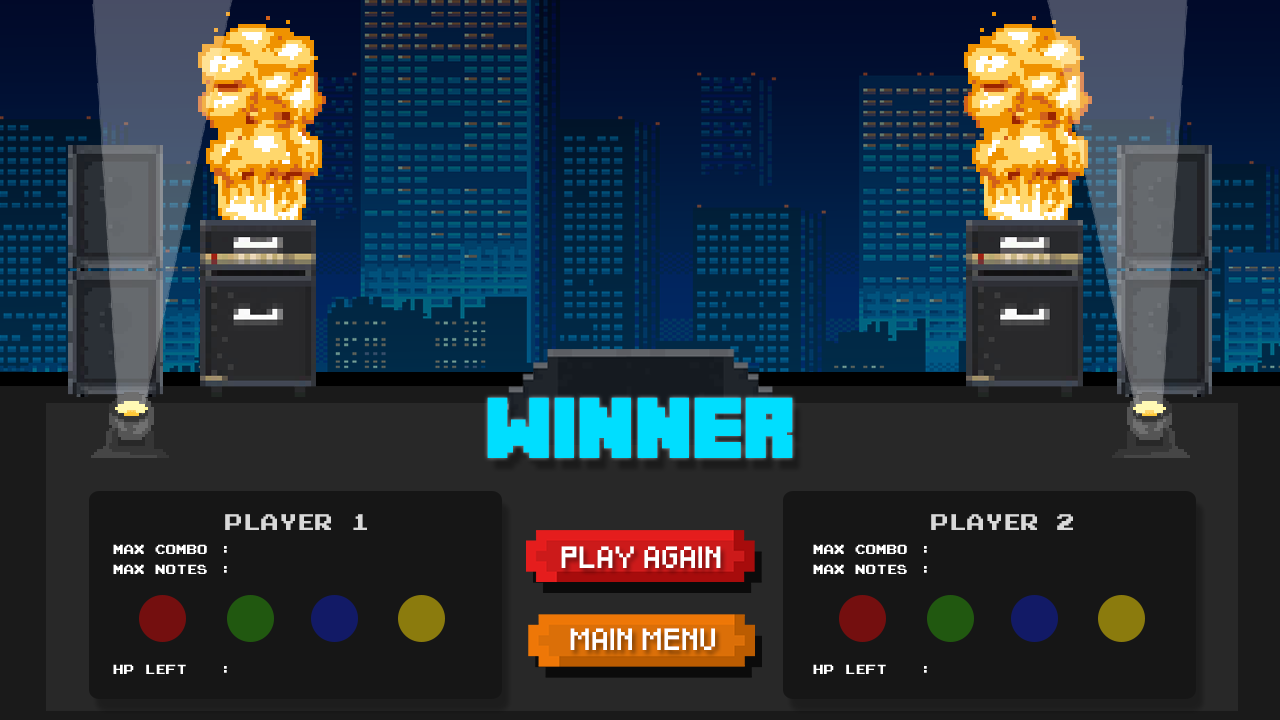 WINNER
PLAYER 1
MAX COMBO :
MAX NOTES :
HP LEFT :
PLAY AGAIN
MAIN MENU
PLAYER 2
MAX COMBO :
MAX NOTES :
HP LEFT :